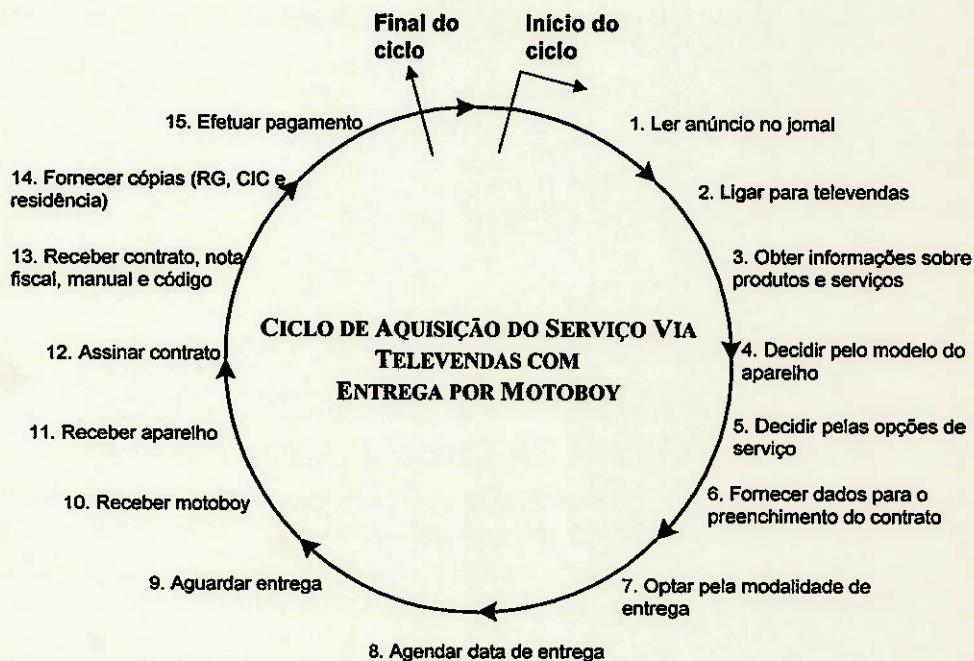 Final do
ciclo
Início do
ciclo
1. Ler anúncio no jornal
2. Ligar para televendas
3. Obter informações sobre
produtos e serviços
4. Decidir pelo modelo do
aparelho
5. Decidir pelas opções de
serviço
6. Fornecer dados para o
preenchimento do contrato
7. Optar pela modalidade de
entrega
8. Agendar data de entrega
9. Aguardar entrega
10. Receber motoboy
11. Receber aparelho
12. Assinar contrato
13. Receber contrato, nota
fiscal, manual e código
14. Fornecer cópias (RG, CIC e
residência)
15. Efetuar pagamento
CICLO DE AQUISIÇÃO DO SERVIÇO VIA
TELEVENDAS COM
ENTREGA POR MOTOBOY